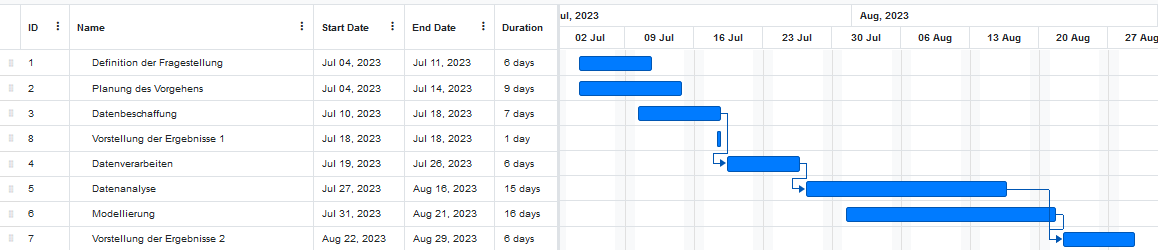 ul, 2023 Aug, 2023
ID Name Start Date End Date Duration 02 Jul 09 Jul 16 Jul 23 Jul 30 Jul 06 Aug 13 Aug 20 Aug 27 Aug
1 Definition der Fragestellung Jul 04, 2023 Jul 11, 2023 6 days
2 Planung des Vorgehens Jul 04, 2023 Jul 14, 2023 9 days
3 Datenbeschaffung Jul 10, 2023 Jul 18, 2023 7 days
8 Vorstellung der Ergebnisse 1 Jul 18, 2023 Jul 18, 2023 1 day
4 Datenverarbeiten Jul 19, 2023 Jul 26, 2023 6 days
5 Datenanalyse Jul 27, 2023 Aug 16, 2023 15 days
6 Modellierung Jul 31, 2023 Aug 21, 2023 16 days
7 Vorstellung der Ergebnisse 2 Aug 22, 2023 Aug 29, 2023 6 days